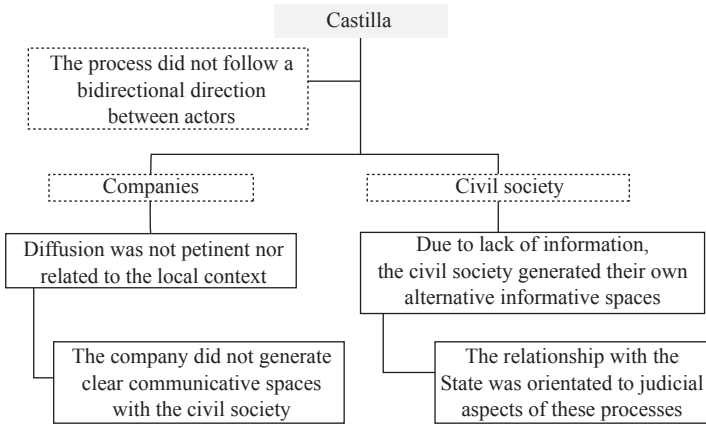 Castilla
The process did not follow a
bidirectional direction
between actors
Companies
Civil society
Diffusion was not petinent nor
related to the local context
Due to lack of information,
the civil society generated their own
alternative informative spaces
The company did not generate
clear communicative spaces
with the civil society
The relationship with the
State was orientated to judicial
aspects of these processes